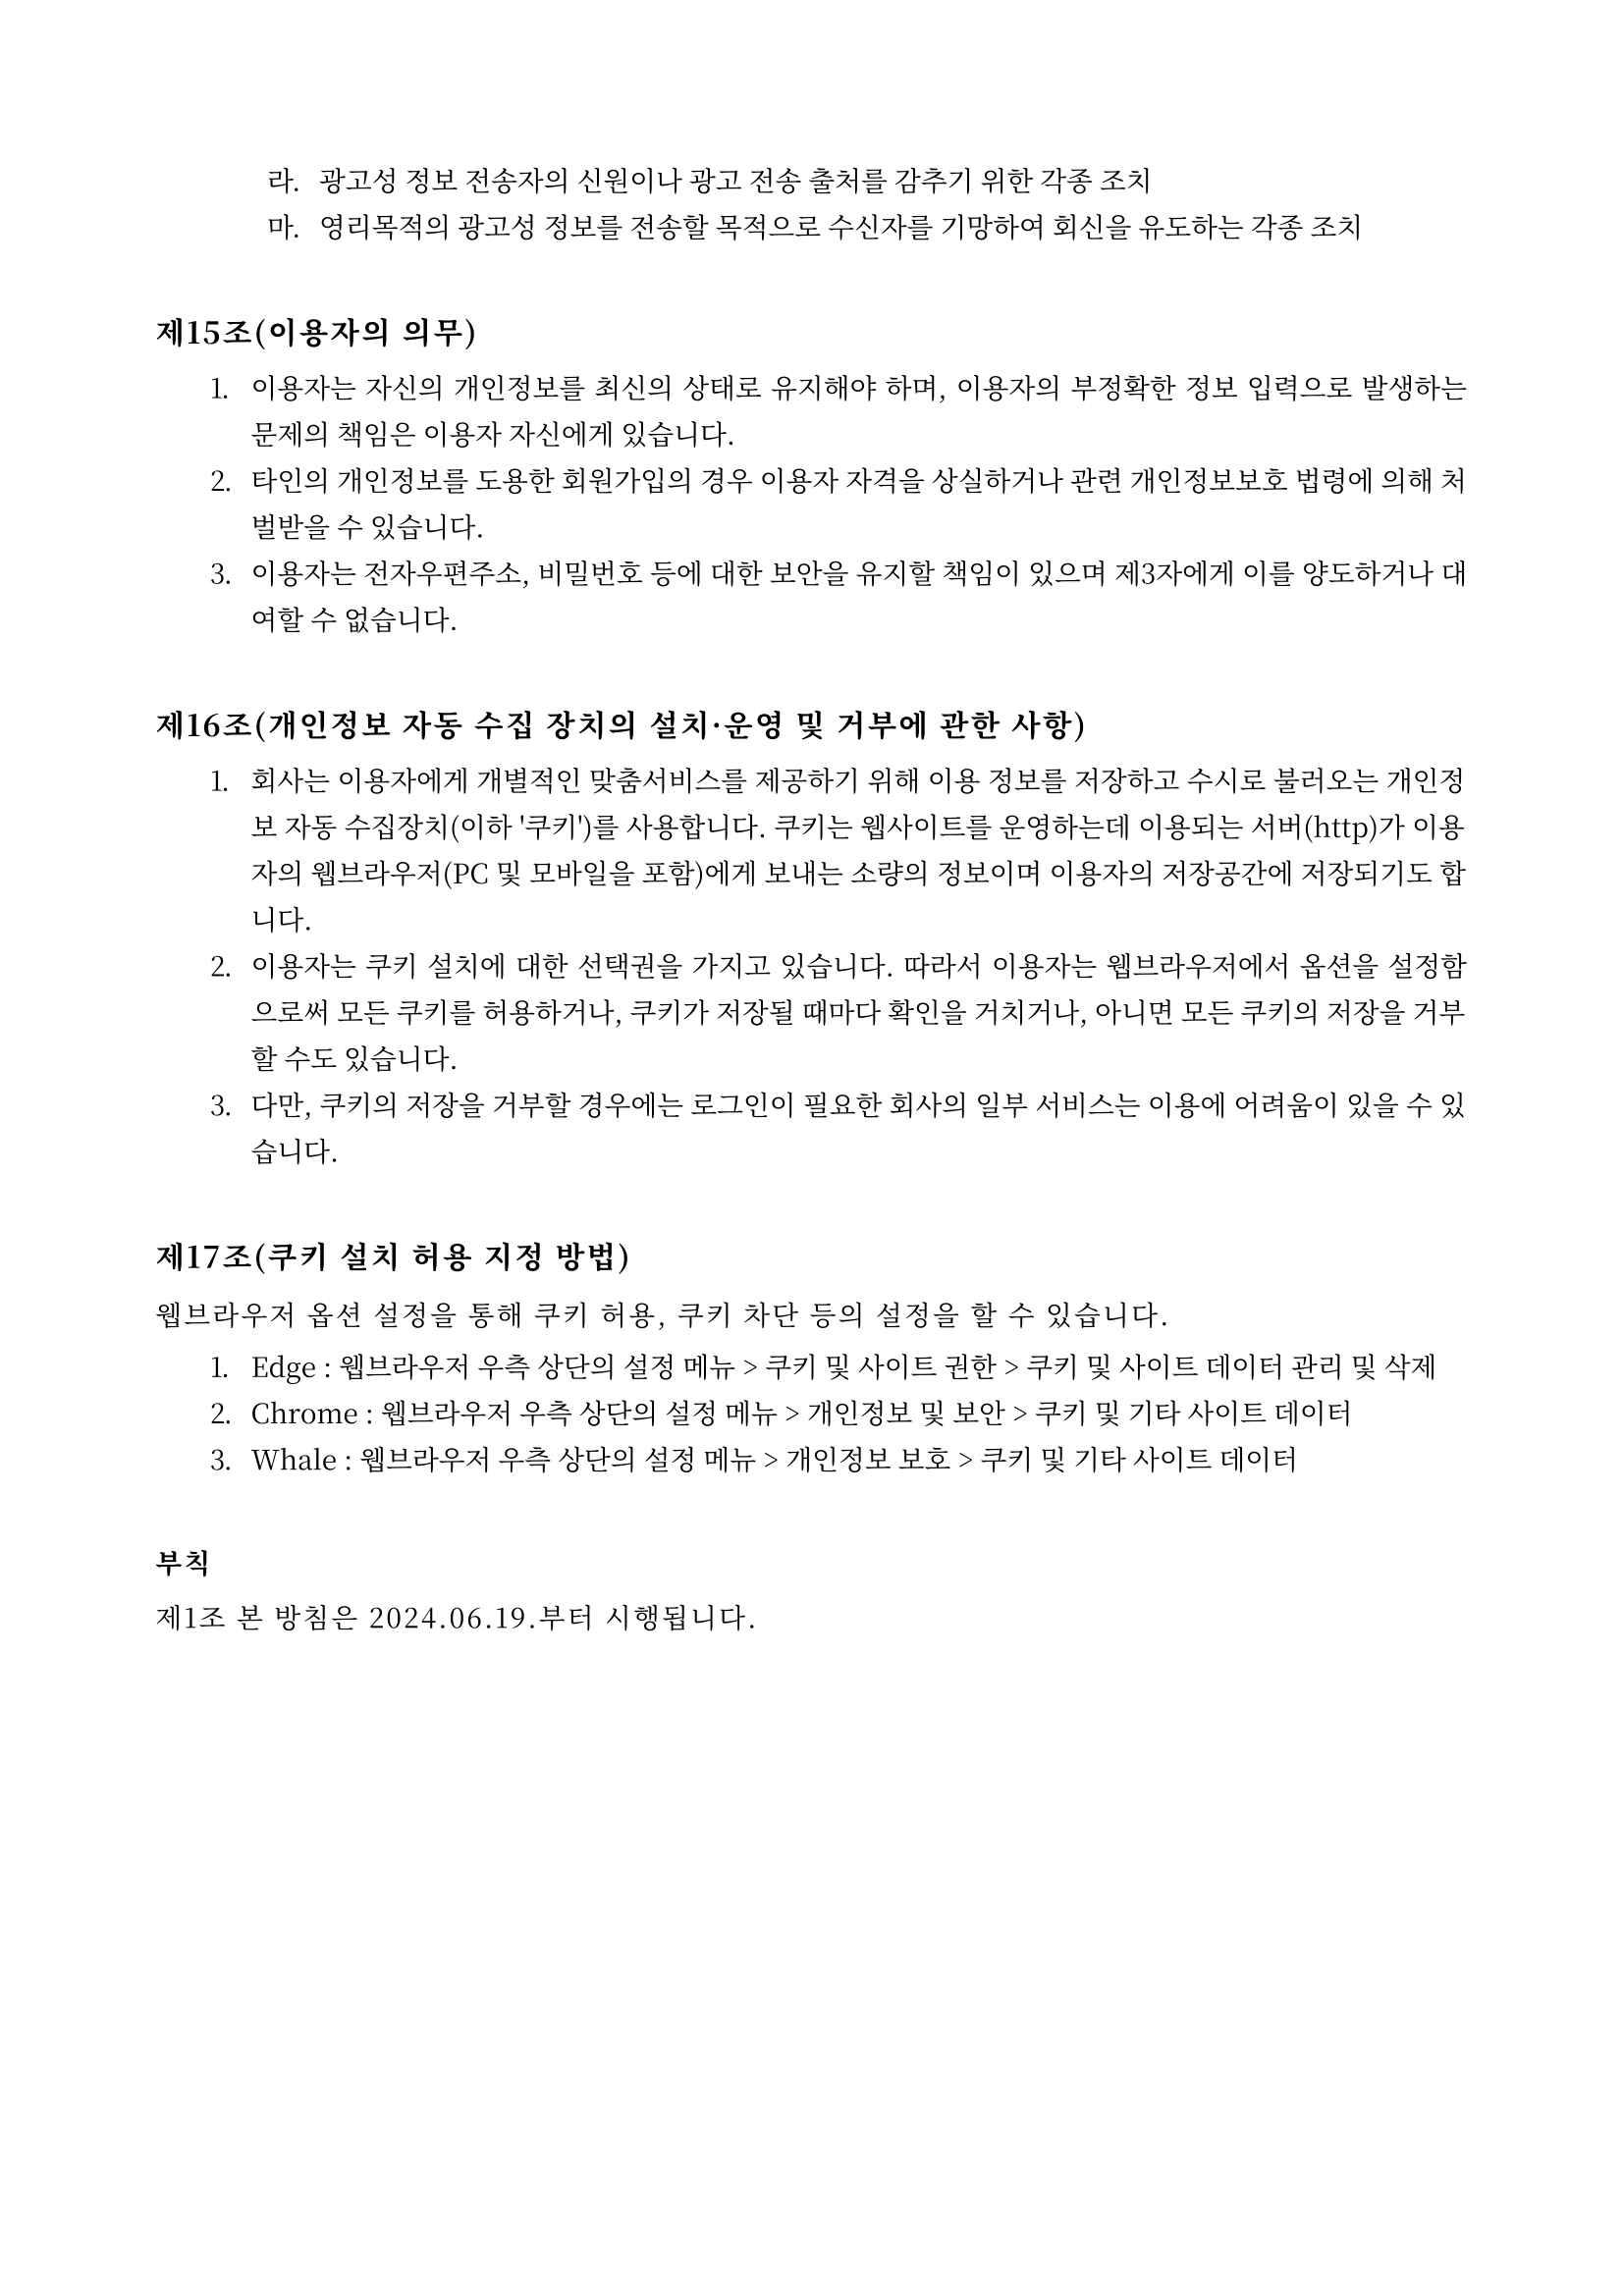 라. 광고성 정보 전송자의 신원이나 광고 전송 출처를 감추기 위한 각종 조치
마. 영리목적의 광고성 정보를 전송할 목적으로 수신자를 기망하여 회신을 유도하는 각종 조치
제15조(이용자의 의무)
1. 이용자는 자신의 개인정보를 최신의 상태로 유지해야 하며, 이용자의 부정확한 정보 입력으로 발생하는
문제의 책임은 이용자 자신에게 있습니다.
2. 타인의 개인정보를 도용한 회원가입의 경우 이용자 자격을 상실하거나 관련 개인정보보호 법령에 의해 처
벌받을 수 있습니다.
3. 이용자는 전자우편주소, 비밀번호 등에 대한 보안을 유지할 책임이 있으며 제3자에게 이를 양도하거나 대
여할 수 없습니다.
제16조(개인정보 자동 수집 장치의 설치·운영 및 거부에 관한 사항)
1. 회사는 이용자에게 개별적인 맞춤서비스를 제공하기 위해 이용 정보를 저장하고 수시로 불러오는 개인정
보 자동 수집장치(이하 '쿠키')를 사용합니다. 쿠키는 웹사이트를 운영하는데 이용되는 서버(http)가 이용
자의 웹브라우저(PC 및 모바일을 포함)에게 보내는 소량의 정보이며 이용자의 저장공간에 저장되기도 합
니다.
2. 이용자는 쿠키 설치에 대한 선택권을 가지고 있습니다. 따라서 이용자는 웹브라우저에서 옵션을 설정함
으로써 모든 쿠키를 허용하거나, 쿠키가 저장될 때마다 확인을 거치거나, 아니면 모든 쿠키의 저장을 거부
할 수도 있습니다.
3. 다만, 쿠키의 저장을 거부할 경우에는 로그인이 필요한 회사의 일부 서비스는 이용에 어려움이 있을 수 있
습니다.
제17조(쿠키 설치 허용 지정 방법)
웹브라우저 옵션 설정을 통해 쿠키 허용, 쿠키 차단 등의 설정을 할 수 있습니다.
1. Edge : 웹브라우저 우측 상단의 설정 메뉴 > 쿠키 및 사이트 권한 > 쿠키 및 사이트 데이터 관리 및 삭제
2. Chrome : 웹브라우저 우측 상단의 설정 메뉴 > 개인정보 및 보안 > 쿠키 및 기타 사이트 데이터
3. Whale : 웹브라우저 우측 상단의 설정 메뉴 > 개인정보 보호 > 쿠키 및 기타 사이트 데이터
부칙
제1조 본 방침은 2024.06.19.부터 시행됩니다.